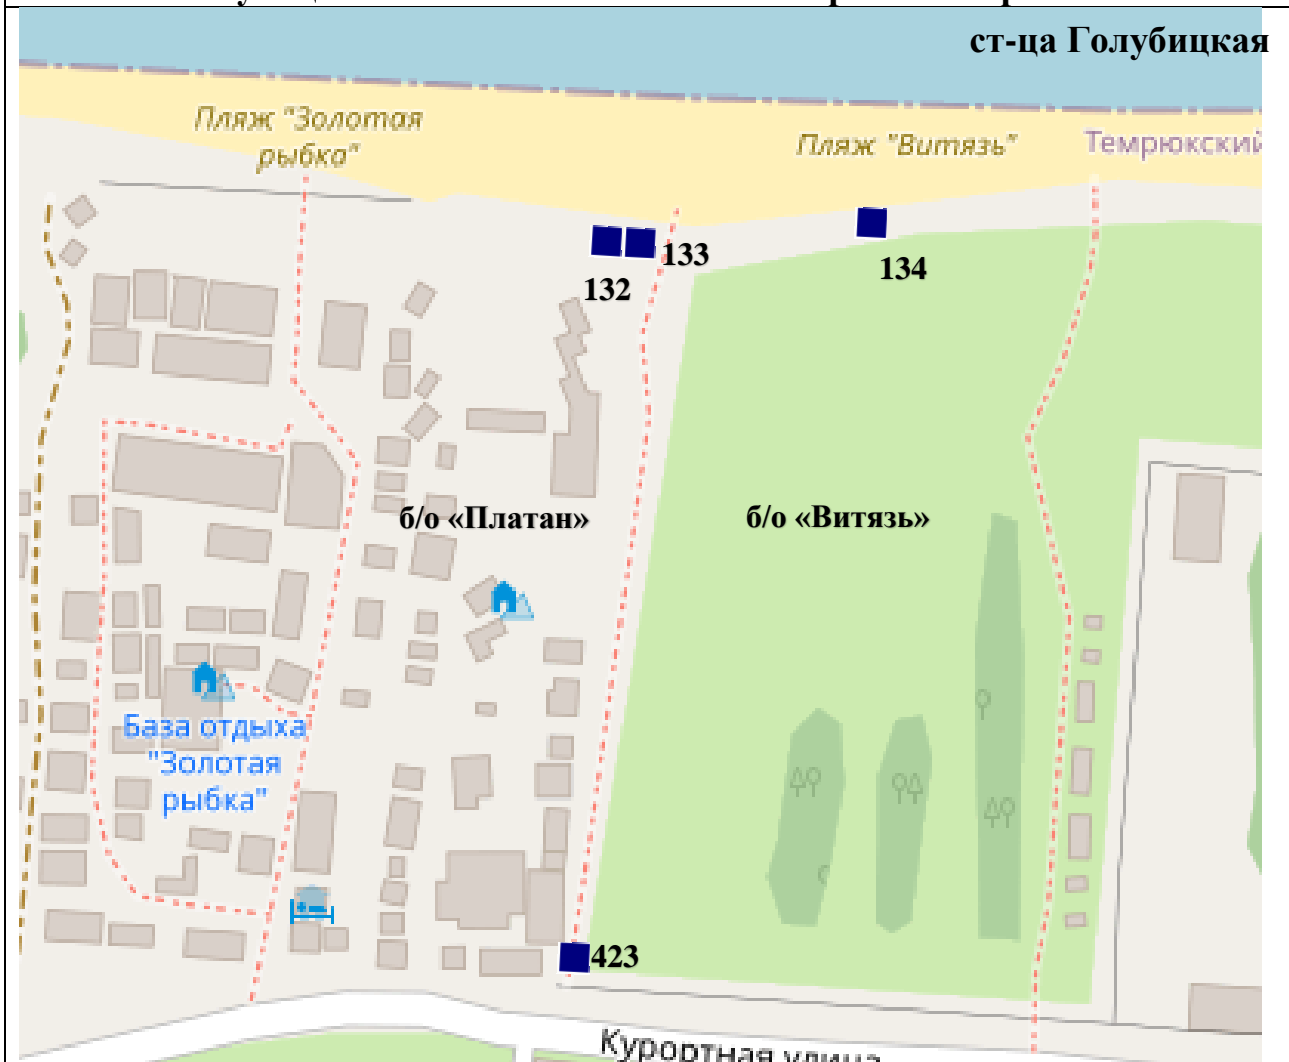 ст-ца Голубицкая
Пляж "Золотая
рыбка"
Пляж "Витязь"
Темрюкский
133
132
134
б/о «Платан»
б/о «Витязь»
База отдыха
"Золотая
рыбка"
423
Курортная улица